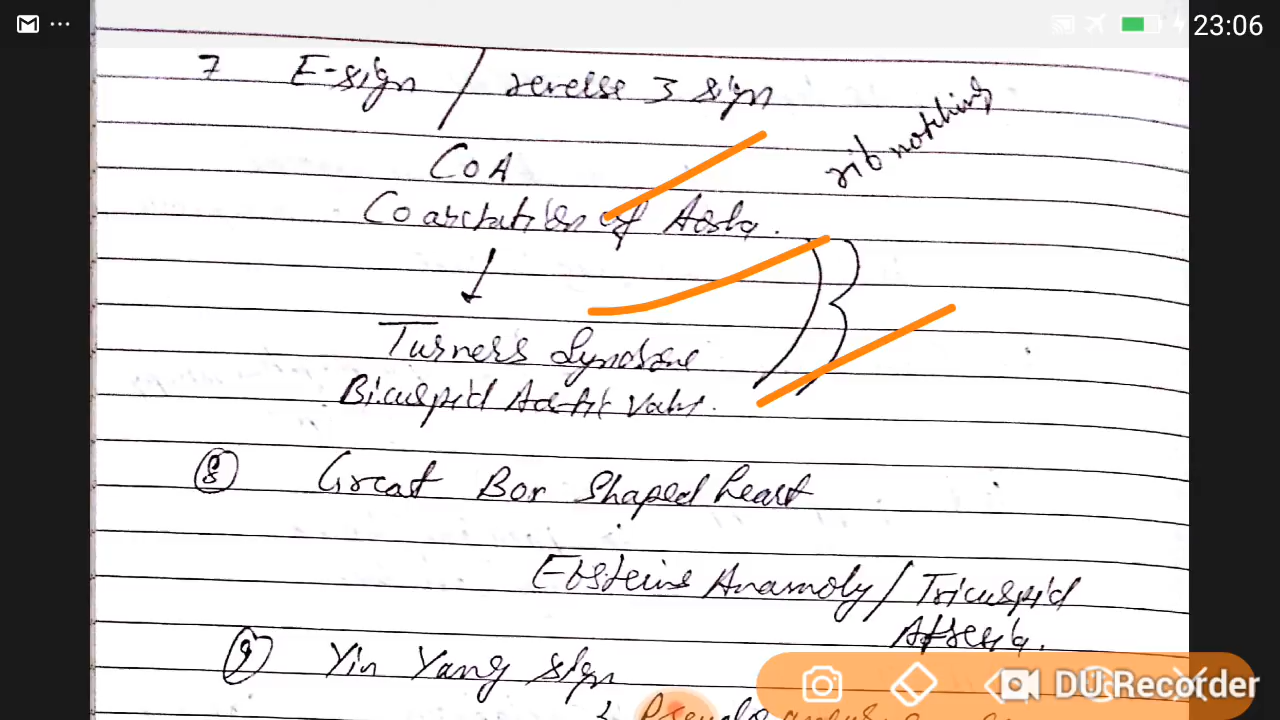 23:06
7 E-sign / reverse 3 sign
rib notching
COA
Coarctation of Aorta.
↓
Turners Syndrome
Bicuspid Aortic Valve.
⑧ Great Box Shaped heart
Ebsteins Anamoly / Tricuspid
Atresia.
⑨ Yin Yang sign
DU Recorder